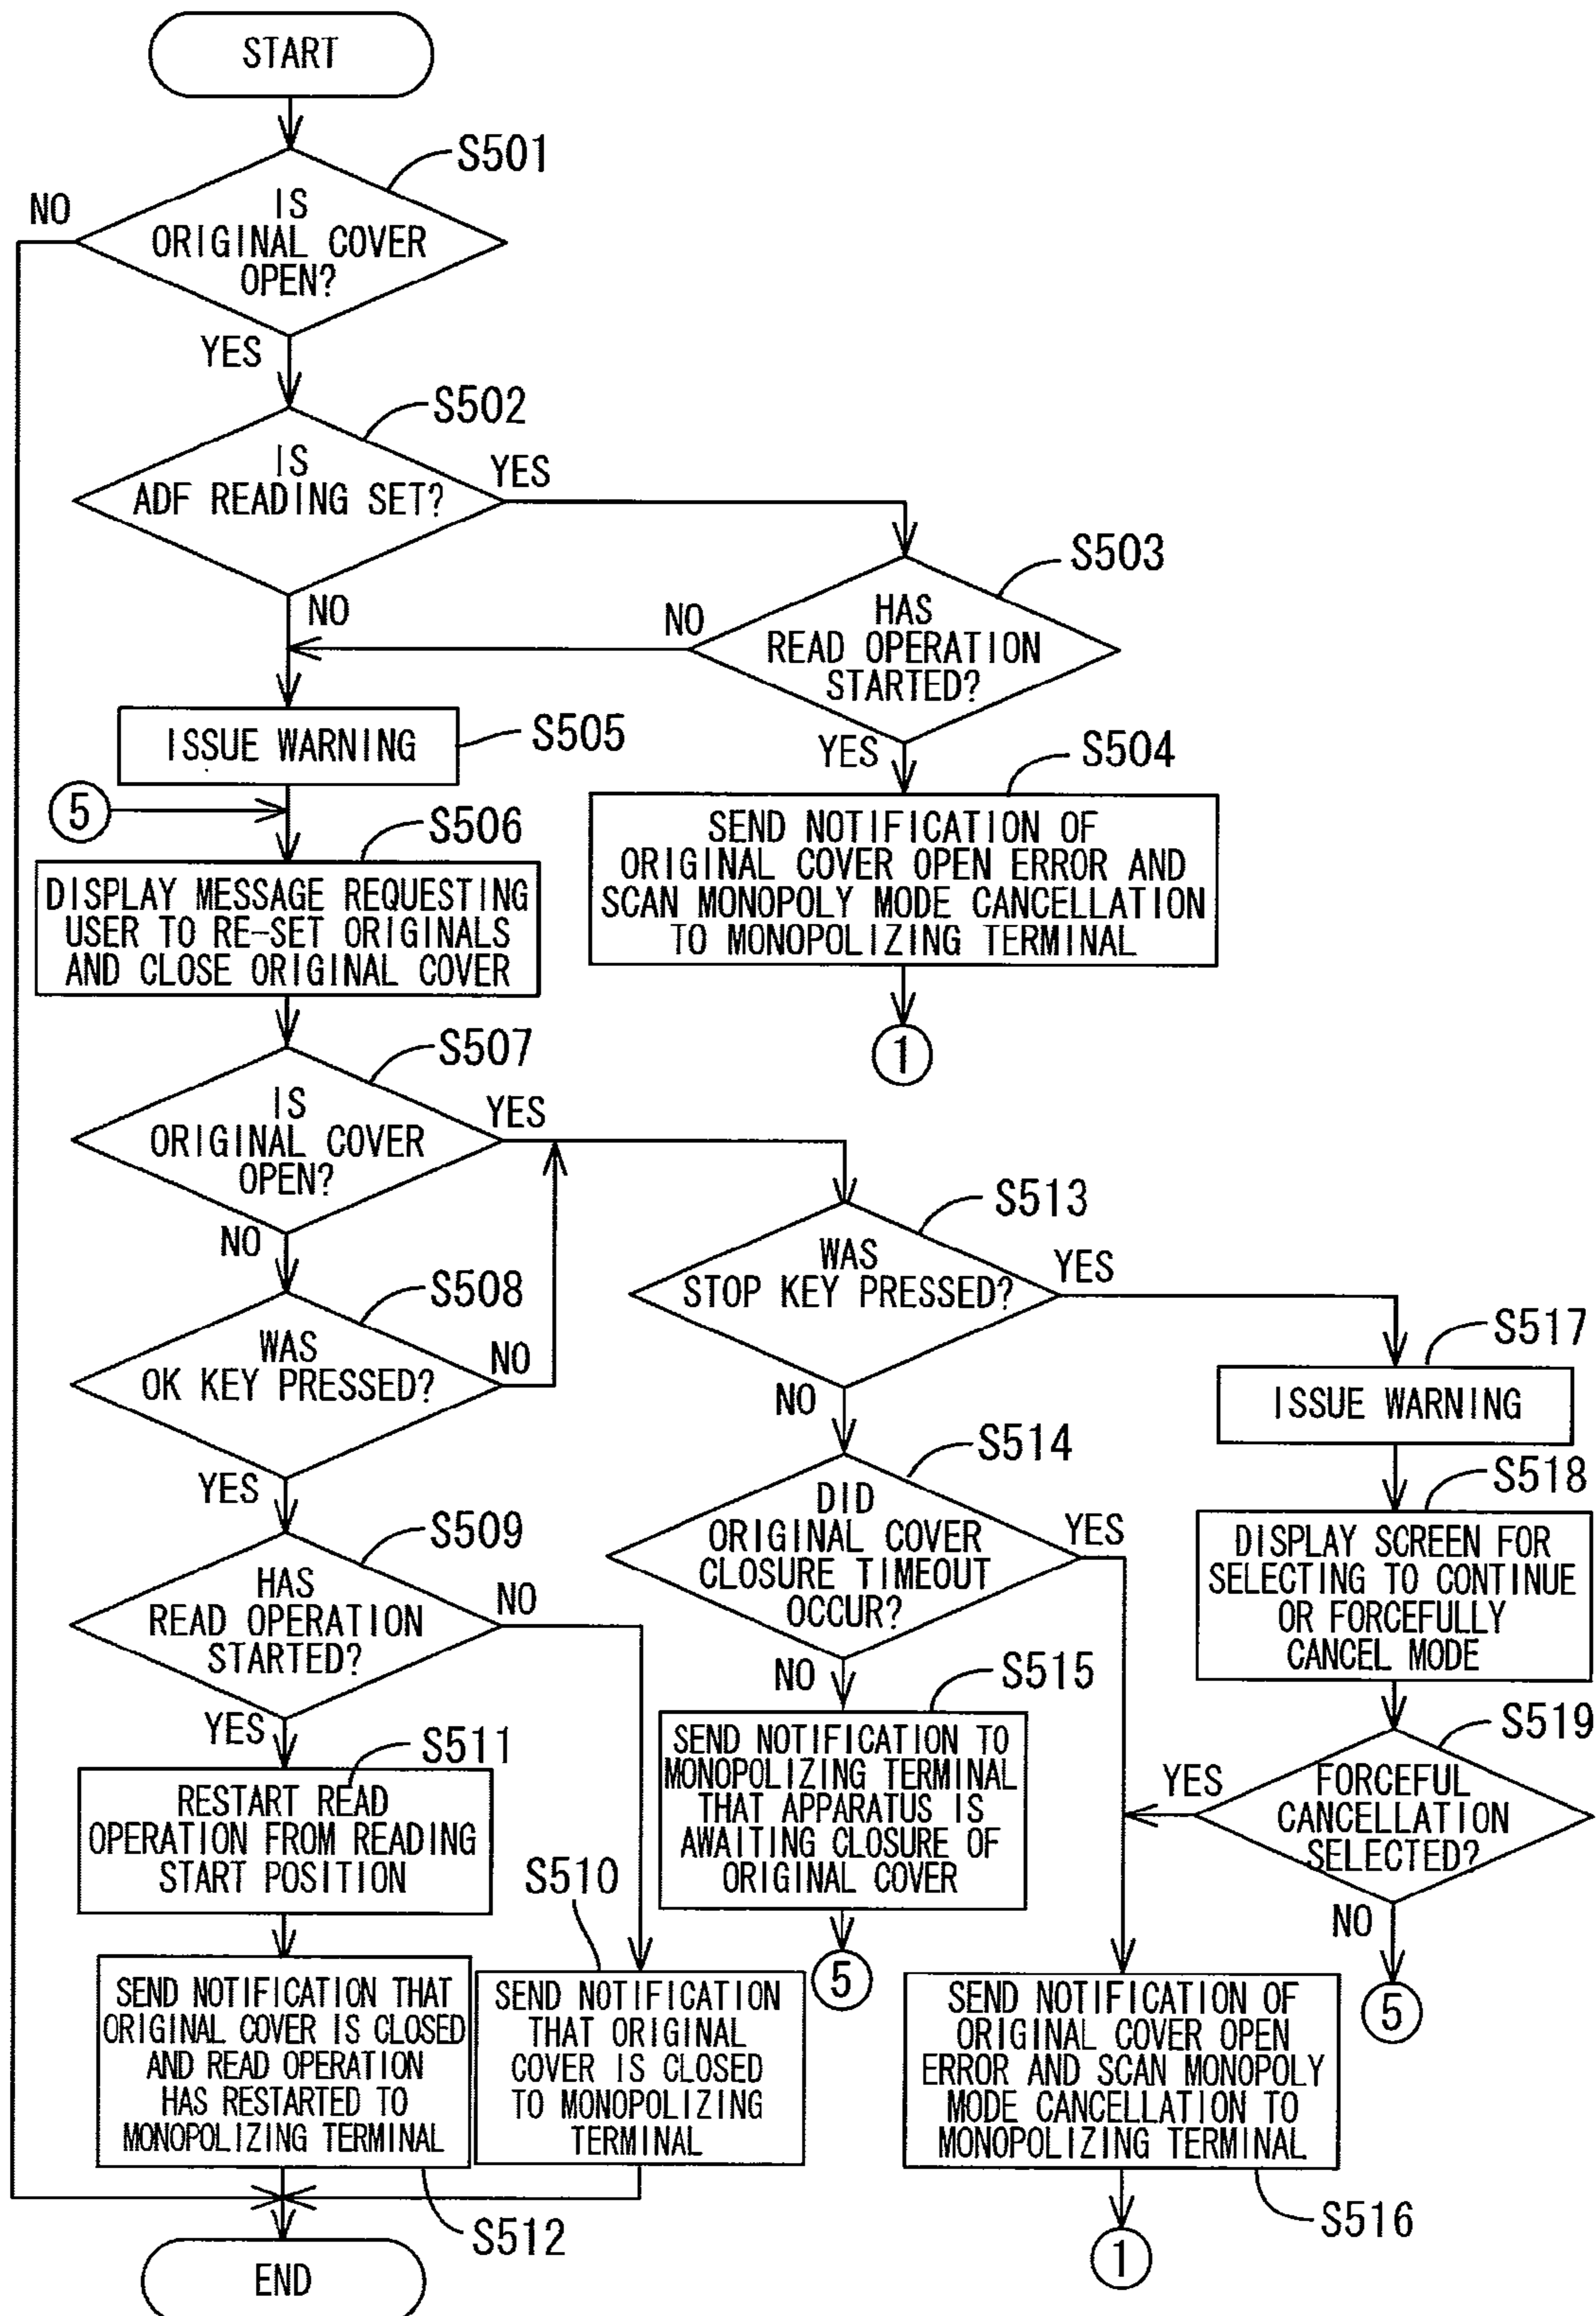 START
S501
NO
IS
ORIGINAL COVER
OPEN?
YES
S502
IS
ADF READING SET?
YES
NO
S503
HAS
READ OPERATION
STARTED?
NO
YES
S504
SEND NOTIFICATION OF
ORIGINAL COVER OPEN ERROR AND
SCAN MONOPOLY MODE CANCELLATION
TO MONOPOLIZING TERMINAL
1
ISSUE WARNING
S505
5
S506
DISPLAY MESSAGE REQUESTING
USER TO RE-SET ORIGINALS
AND CLOSE ORIGINAL COVER
S507
IS
ORIGINAL COVER
OPEN?
YES
NO
S508
WAS
OK KEY PRESSED?
NO
YES
S509
HAS
READ OPERATION
STARTED?
NO
YES
S511
RESTART READ
OPERATION FROM READING
START POSITION
SEND NOTIFICATION THAT
ORIGINAL COVER IS CLOSED
AND READ OPERATION
HAS RESTARTED TO
MONOPOLIZING TERMINAL
S512
S510
SEND NOTIFICATION
THAT ORIGINAL
COVER IS CLOSED
TO MONOPOLIZING
TERMINAL
END
S513
WAS
STOP KEY PRESSED?
YES
NO
S514
DID
ORIGINAL COVER
CLOSURE TIMEOUT
OCCUR?
YES
NO
S515
SEND NOTIFICATION TO
MONOPOLIZING TERMINAL
THAT APPARATUS IS
AWAITING CLOSURE OF
ORIGINAL COVER
5
S517
ISSUE WARNING
S518
DISPLAY SCREEN FOR
SELECTING TO CONTINUE
OR FORCEFULLY
CANCEL MODE
S519
YES
FORCEFUL
CANCELLATION
SELECTED?
NO
5
SEND NOTIFICATION OF
ORIGINAL COVER OPEN
ERROR AND SCAN MONOPOLY
MODE CANCELLATION TO
MONOPOLIZING TERMINAL
S516
1